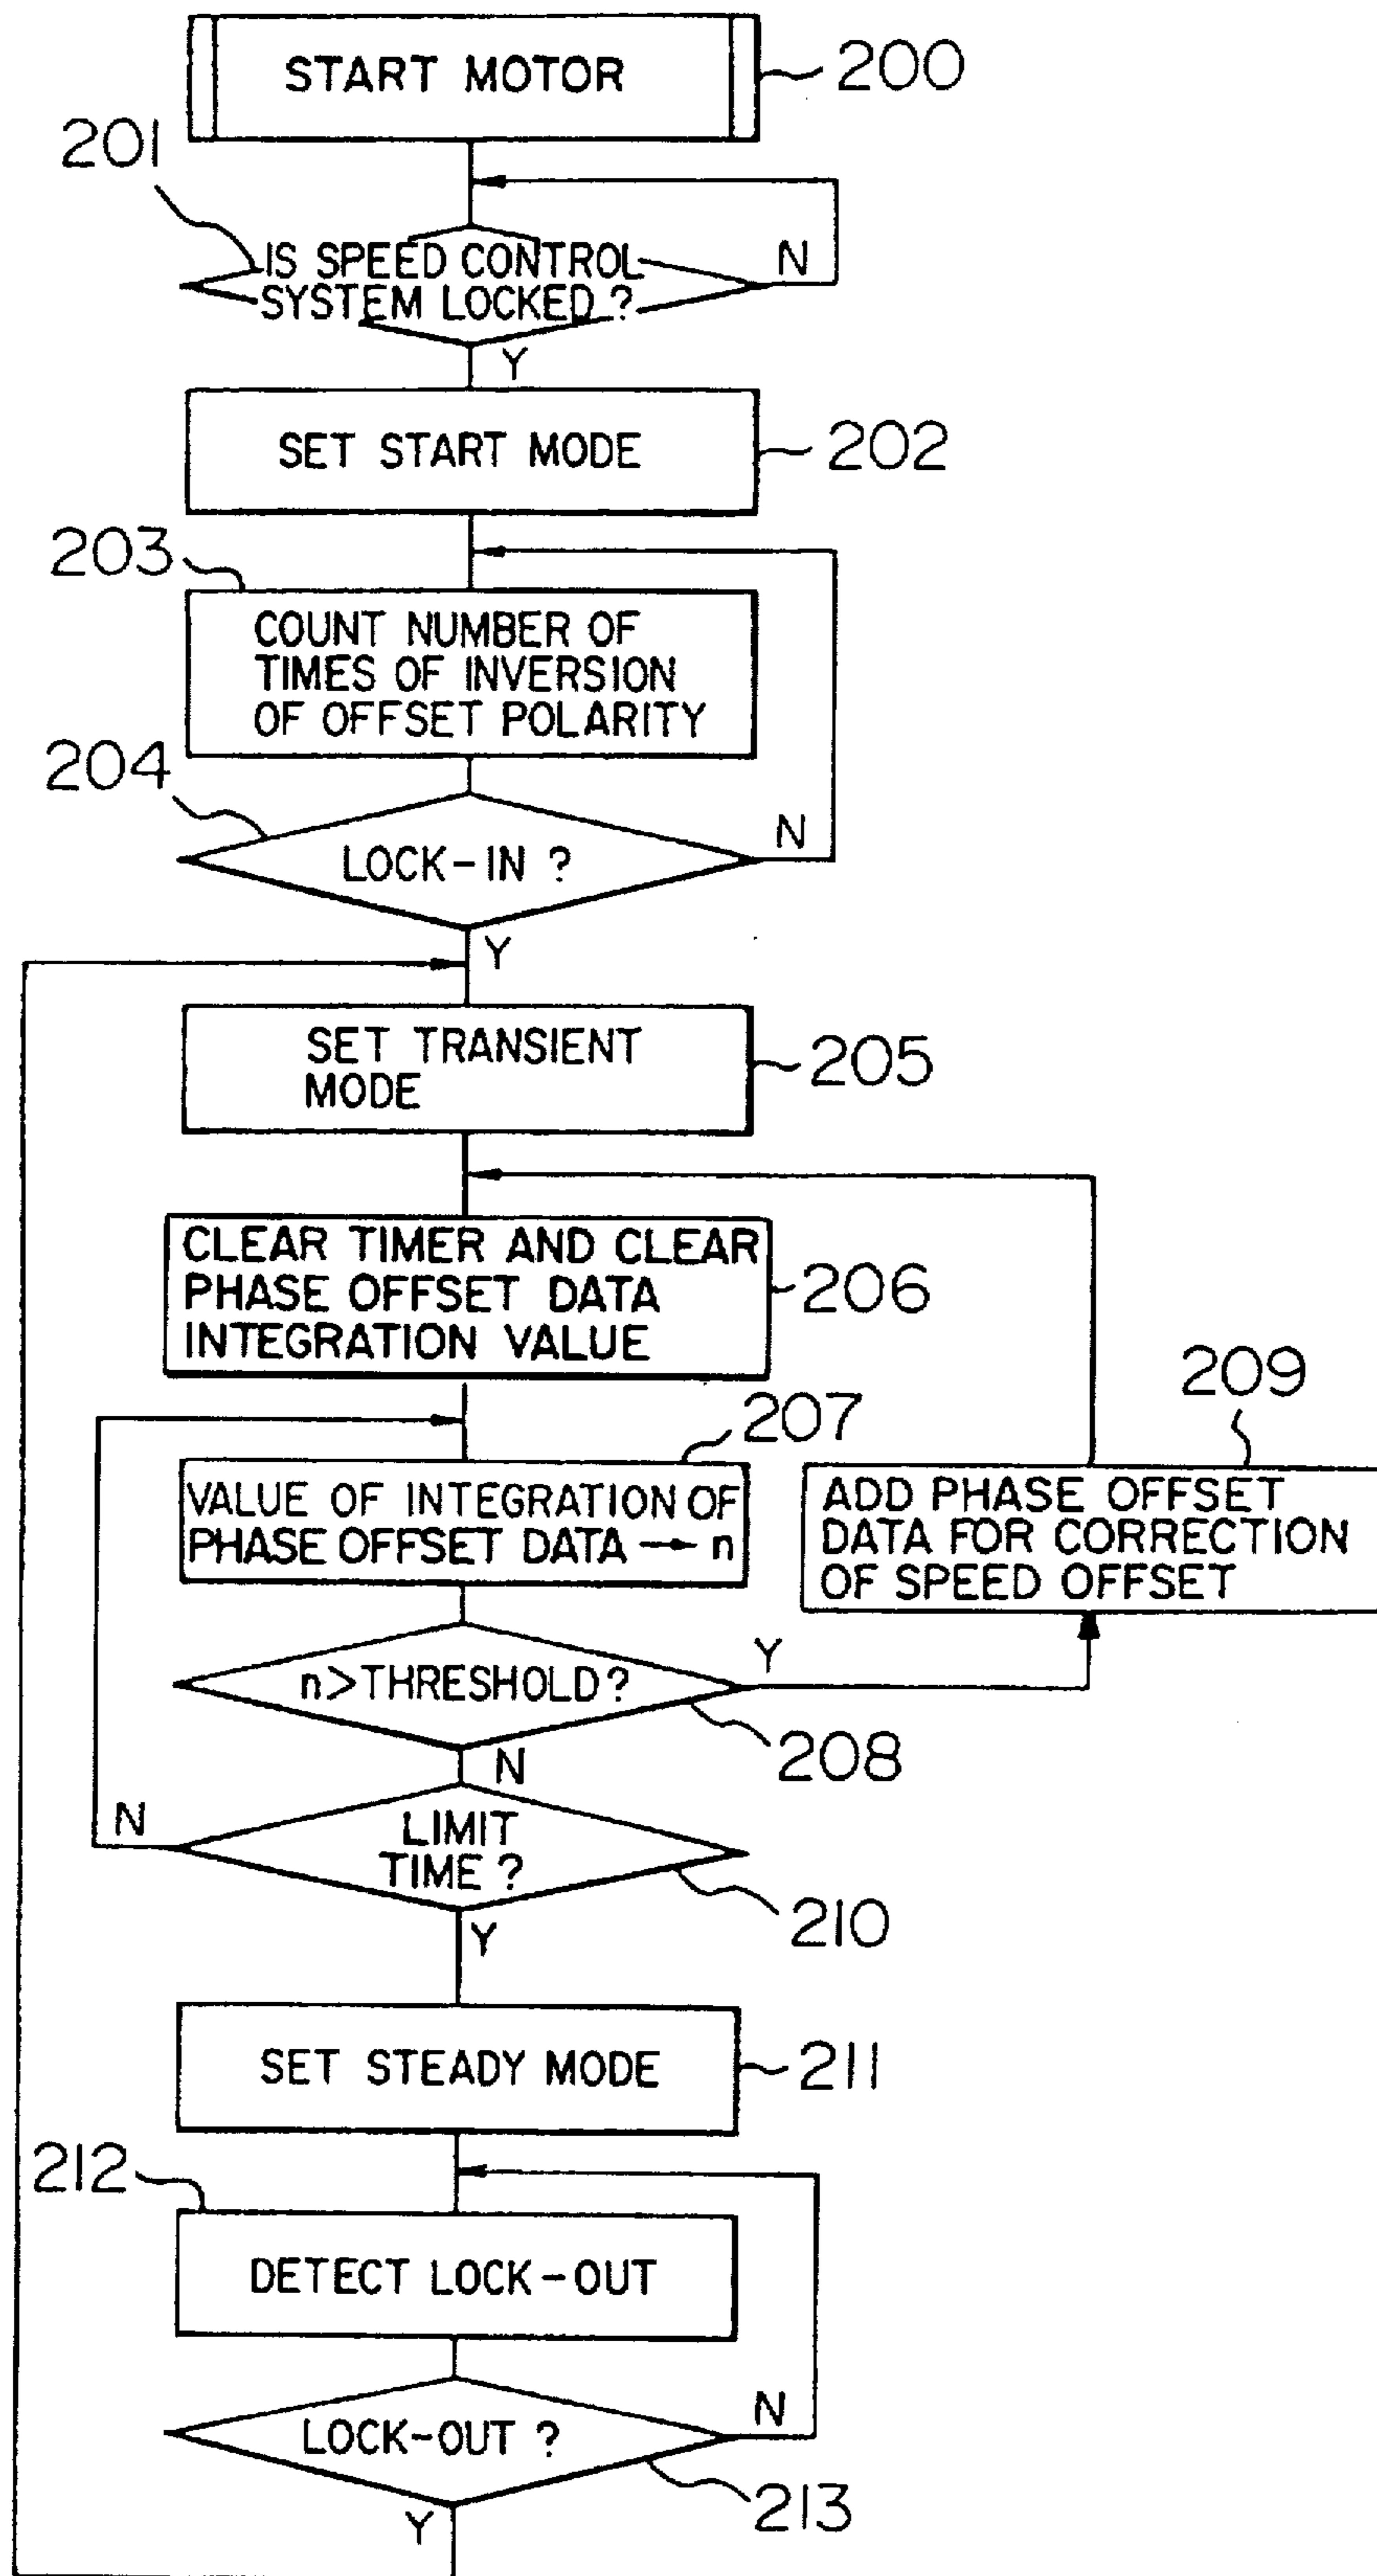 START MOTOR
200
201
IS SPEED CONTROL
SYSTEM LOCKED ?
N
Y
SET START MODE
202
203
COUNT NUMBER OF
TIMES OF INVERSION
OF OFFSET POLARITY
204
LOCK-IN ?
N
Y
SET TRANSIENT
MODE
205
CLEAR TIMER AND CLEAR
PHASE OFFSET DATA
INTEGRATION VALUE
206
207
VALUE OF INTEGRATION OF
PHASE OFFSET DATA → n
209
ADD PHASE OFFSET
DATA FOR CORRECTION
OF SPEED OFFSET
n>THRESHOLD?
Y
208
N
LIMIT
TIME ?
N
210
Y
SET STEADY MODE
211
212
DETECT LOCK-OUT
LOCK-OUT ?
N
213
Y